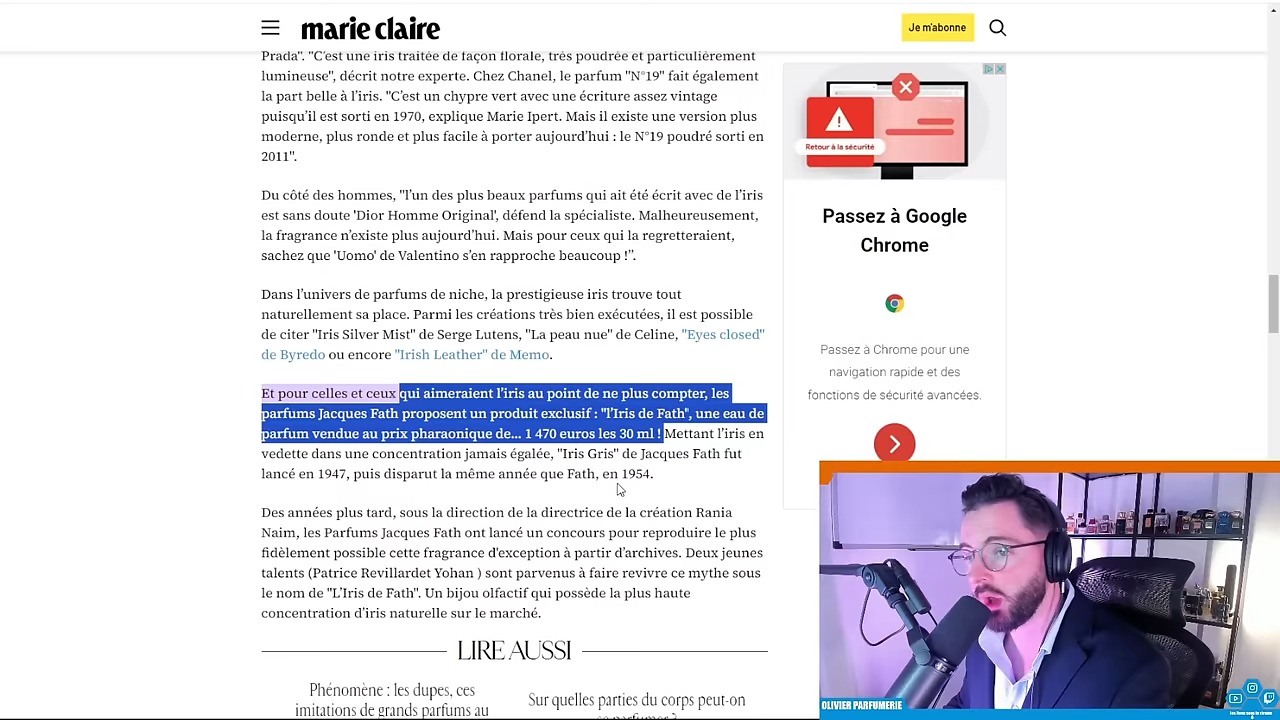 marie claire
Je m'abonne
Prada". "C'est une iris traitée de façon florale, très poudrée et particulièrement
lumineuse", décrit notre experte. Chez Chanel, le parfum "N°19" fait également
la part belle à l'iris. "C'est un chypre vert avec une écriture assez vintage
puisqu'il est sorti en 1970, explique Marie Ipert. Mais il existe une version plus
moderne, plus ronde et plus facile à porter aujourd'hui : le N°19 poudré sorti en
2011".
Du côté des hommes, "l'un des plus beaux parfums qui ait été écrit avec de l'iris
est sans doute 'Dior Homme Original', défend la spécialiste. Malheureusement,
la fragrance n'existe plus aujourd'hui. Mais pour ceux qui la regretteraient,
sachez que 'Uomo' de Valentino s'en rapproche beaucoup !”.
Dans l'univers de parfums de niche, la prestigieuse iris trouve tout
naturellement sa place. Parmi les créations très bien exécutées, il est possible
de citer "Iris Silver Mist" de Serge Lutens, "La peau nue" de Celine, "Eyes closed"
de Byredo ou encore "Irish Leather" de Memo.
Et pour celles et ceux qui aimeraient l'iris au point de ne plus compter, les
parfums Jacques Fath proposent un produit exclusif : "l'Iris de Fath", une eau de
parfum vendue au prix pharaonique de... 1 470 euros les 30 ml ! Mettant l'iris en
vedette dans une concentration jamais égalée, "Iris Gris" de Jacques Fath fut
lancé en 1947, puis disparut la même année que Fath, en 1954.
Des années plus tard, sous la direction de la directrice de la création Rania
Naim, les Parfums Jacques Fath ont lancé un concours pour reproduire le plus
fidèlement possible cette fragrance d'exception à partir d'archives. Deux jeunes
talents (Patrice Revillardet Yohan ) sont parvenus à faire revivre ce mythe sous
le nom de "L'Iris de Fath". Un bijou olfactif qui possède la plus haute
concentration d'iris naturelle sur le marché.
LIRE AUSSI
Phénomène : les dupes, ces
imitations de grands parfums au
Sur quelles parties du corps peut-on
se parfumer ?
Retour à la sécurité
Passez à Google
Chrome
Passez à Chrome pour une
navigation rapide et des
fonctions de sécurité avancées.
OLIVIER PARFUMERIE